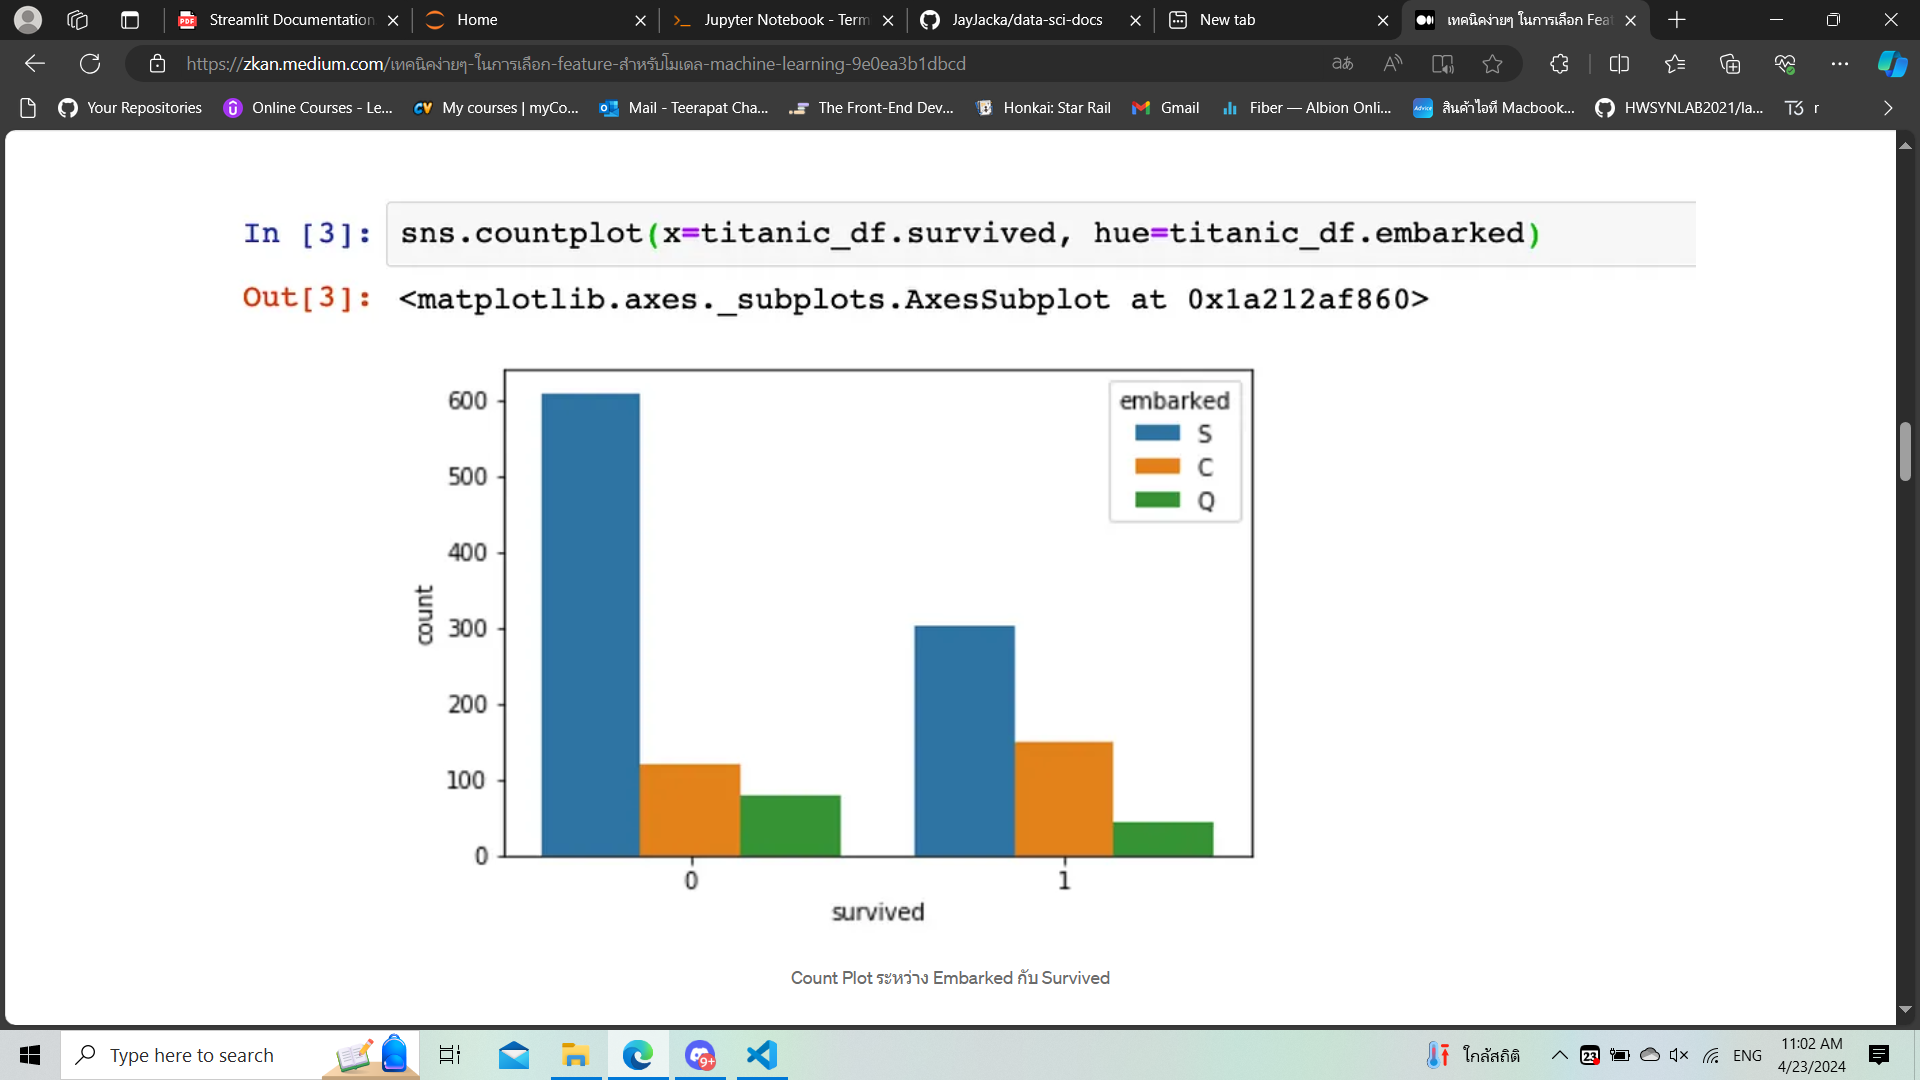 Streamlit Documentation
Home
Jupyter Notebook - Term
JayJacka/data-sci-docs
New tab
เทคนิคง่ายๆ ในการเลือก Feat
https://zkan.medium.com/เทคนิคง่ายๆ-ในการเลือก-feature-สำหรับโมเดล-machine-learning-9e0ea3b1dbcd
Your Repositories
Online Courses - Le...
My courses | myCo...
Mail - Teerapat Cha...
The Front-End Dev...
Honkai: Star Rail
Gmail
Fiber — Albion Onli...
สินค้าไอที Macbook...
HWSYNLAB2021/la...
r
In [3]: sns.countplot(x=titanic_df.survived, hue=titanic_df.embarked)
Out[3]: <matplotlib.axes._subplots.AxesSubplot at 0x1a212af860>
embarked
S
C
Q
600
500
400
300
200
100
0
count
0
1
survived
Count Plot ระหว่าง Embarked กับ Survived
Type here to search
9+
ใกล้สถิติ
23
ENG
11:02 AM
4/23/2024